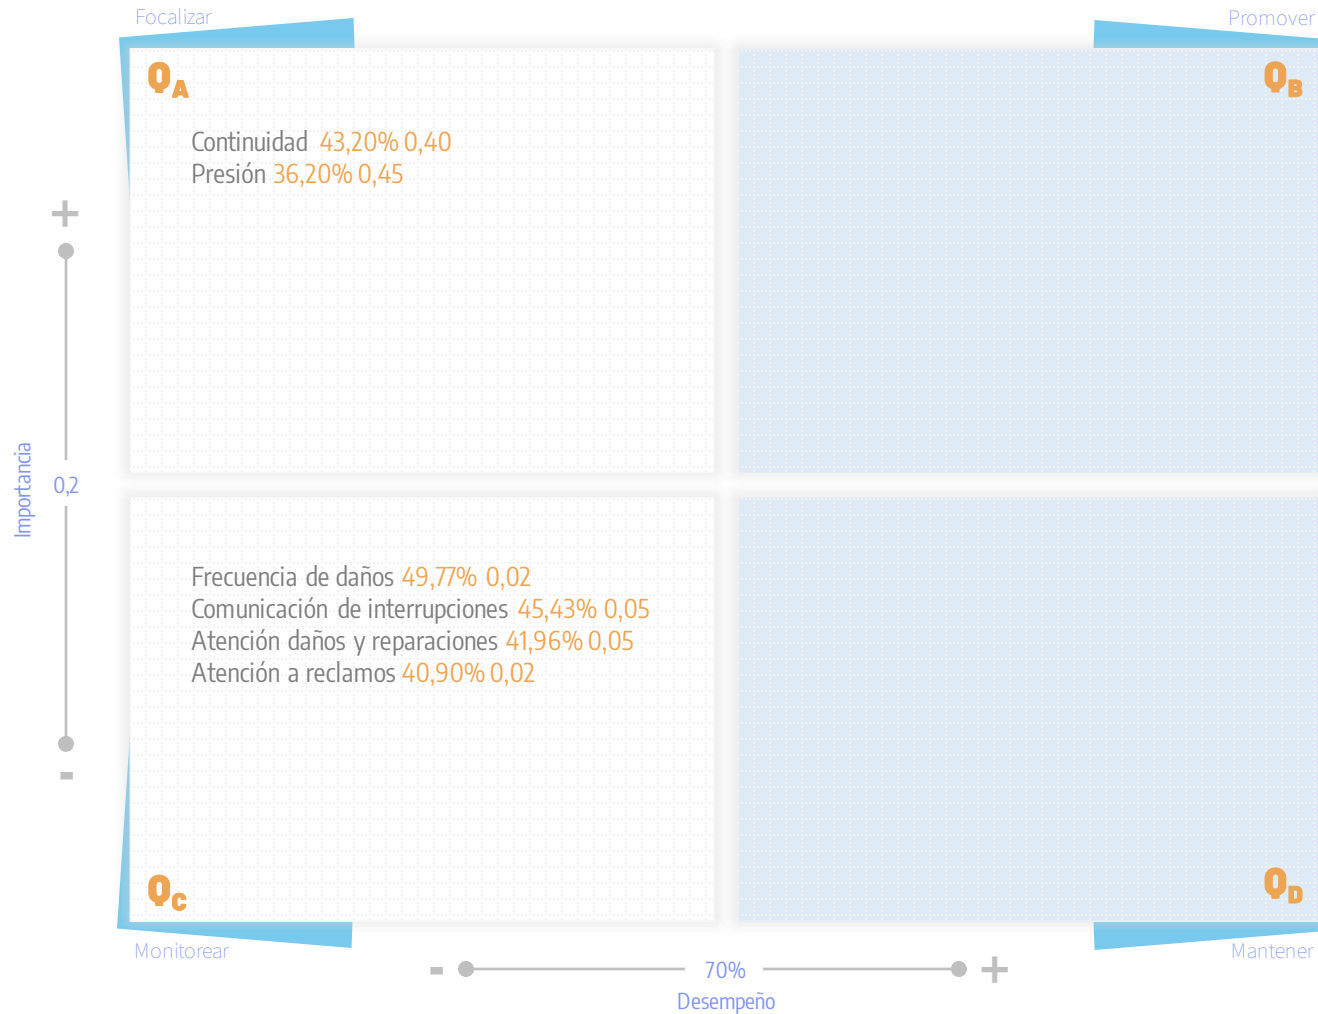 Focalizar
Promover
QA
QB
Continuidad 43,20% 0,40
Presión 36,20% 0,45
+
Importancia
0,2
Frecuencia de daños 49,77% 0,02
Comunicación de interrupciones 45,43% 0,05
Atención daños y reparaciones 41,96% 0,05
Atención a reclamos 40,90% 0,02
-
QC
QD
Monitorear
Mantener
- 70% +
Desempeño